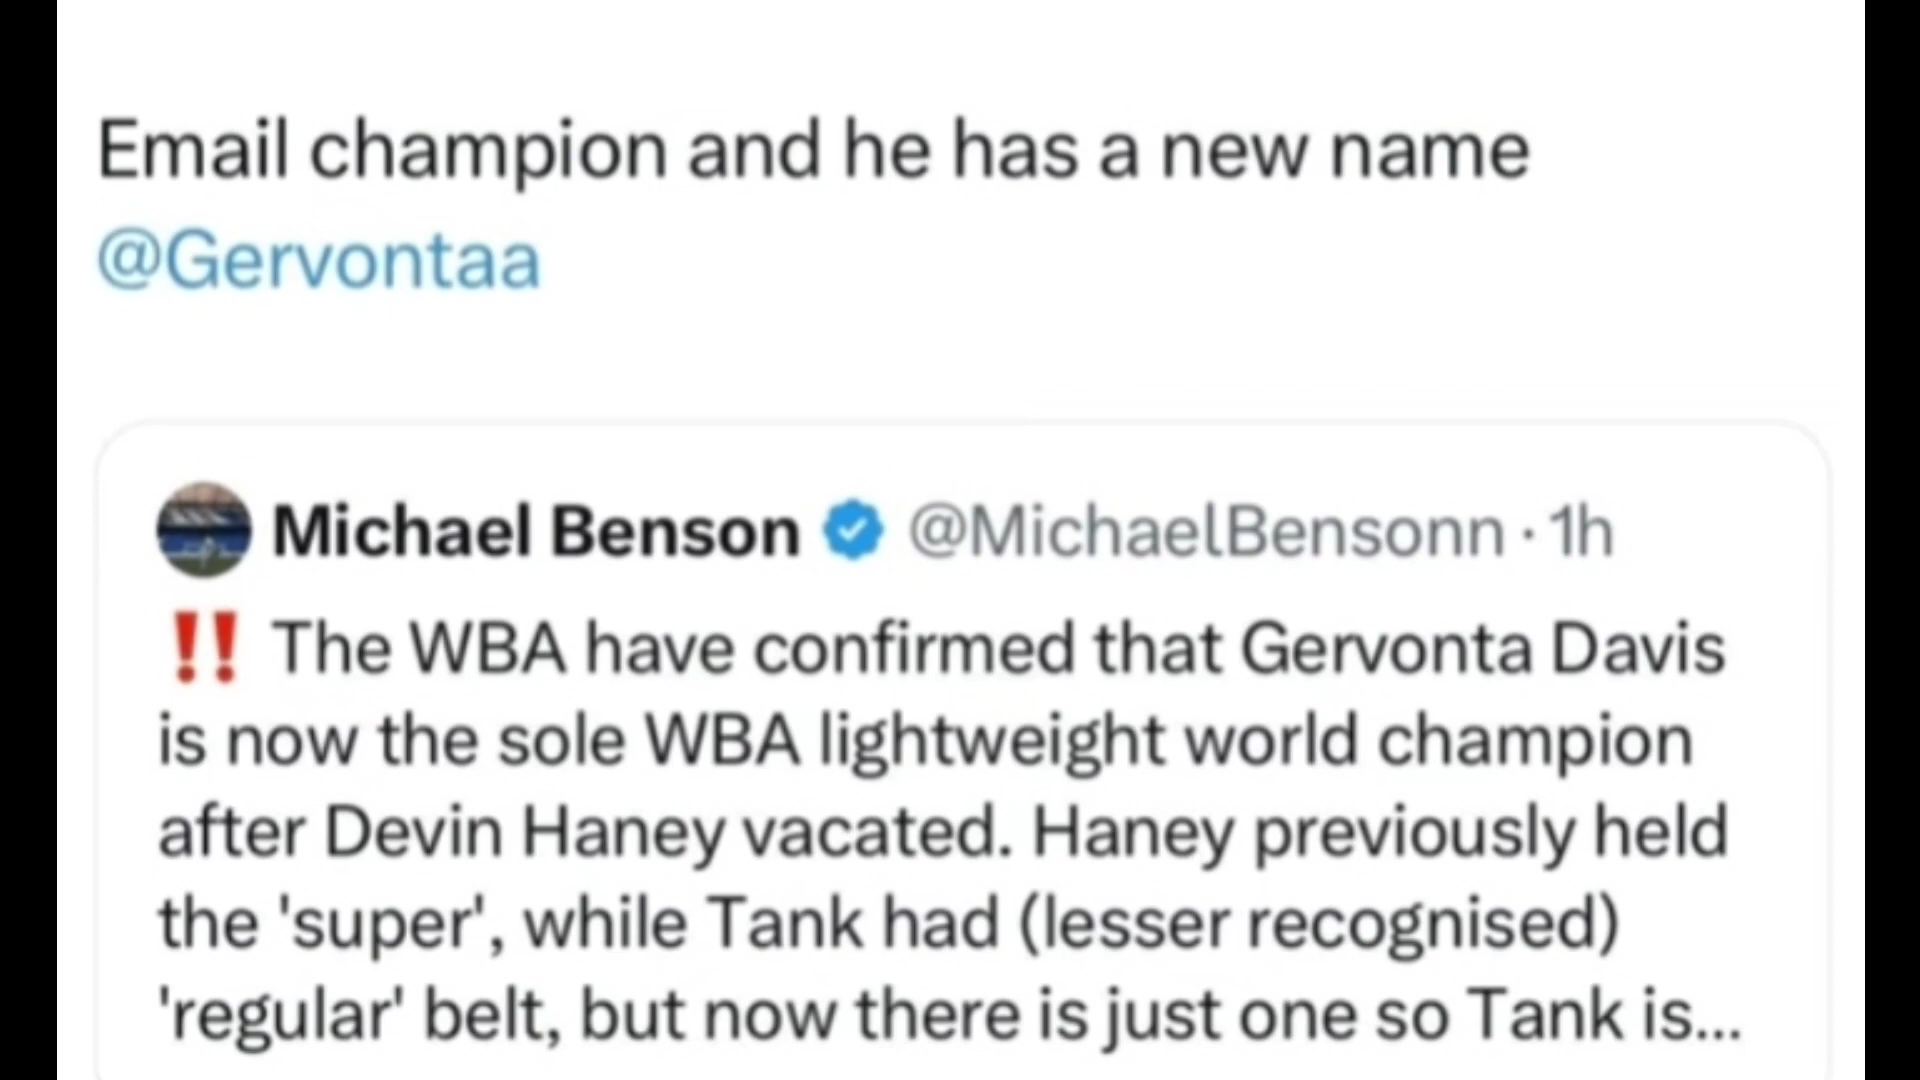 Email champion and he has a new name
@Gervontaa
Michael Benson @MichaelBensonn · 1h
‼️ The WBA have confirmed that Gervonta Davis
is now the sole WBA lightweight world champion
after Devin Haney vacated. Haney previously held
the 'super', while Tank had (lesser recognised)
'regular' belt, but now there is just one so Tank is...